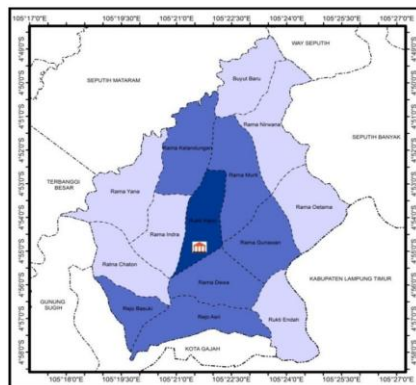 105°17'0"E 105°19'30"E 105°21'0"E 105°22'30"E 105°24'0"E 105°25'30"E 105°27'0"E
WAY SEPUTIH
Buyut Baru
SEPUTIH MATARAM
Rama Nirwana
SEPUTIH BANYAK
Rama Kelandungan
Rama Murti
TERBANGGI
BESAR
Rama Yana
Rama Oetama
Rama Indra
Rama Gunawan
Rama Chaton
Rama Dewa
KABUPATEN LAMPUNG TIMUR
GUNUNG
SUGIH
Rejo Basuki
Rejo Asri
Rukti Endah
KOTA GAJAH
105°18'0"E 105°19'30"E 105°21'0"E 105°22'30"E 105°24'0"E 105°25'30"E 105°27'0"E